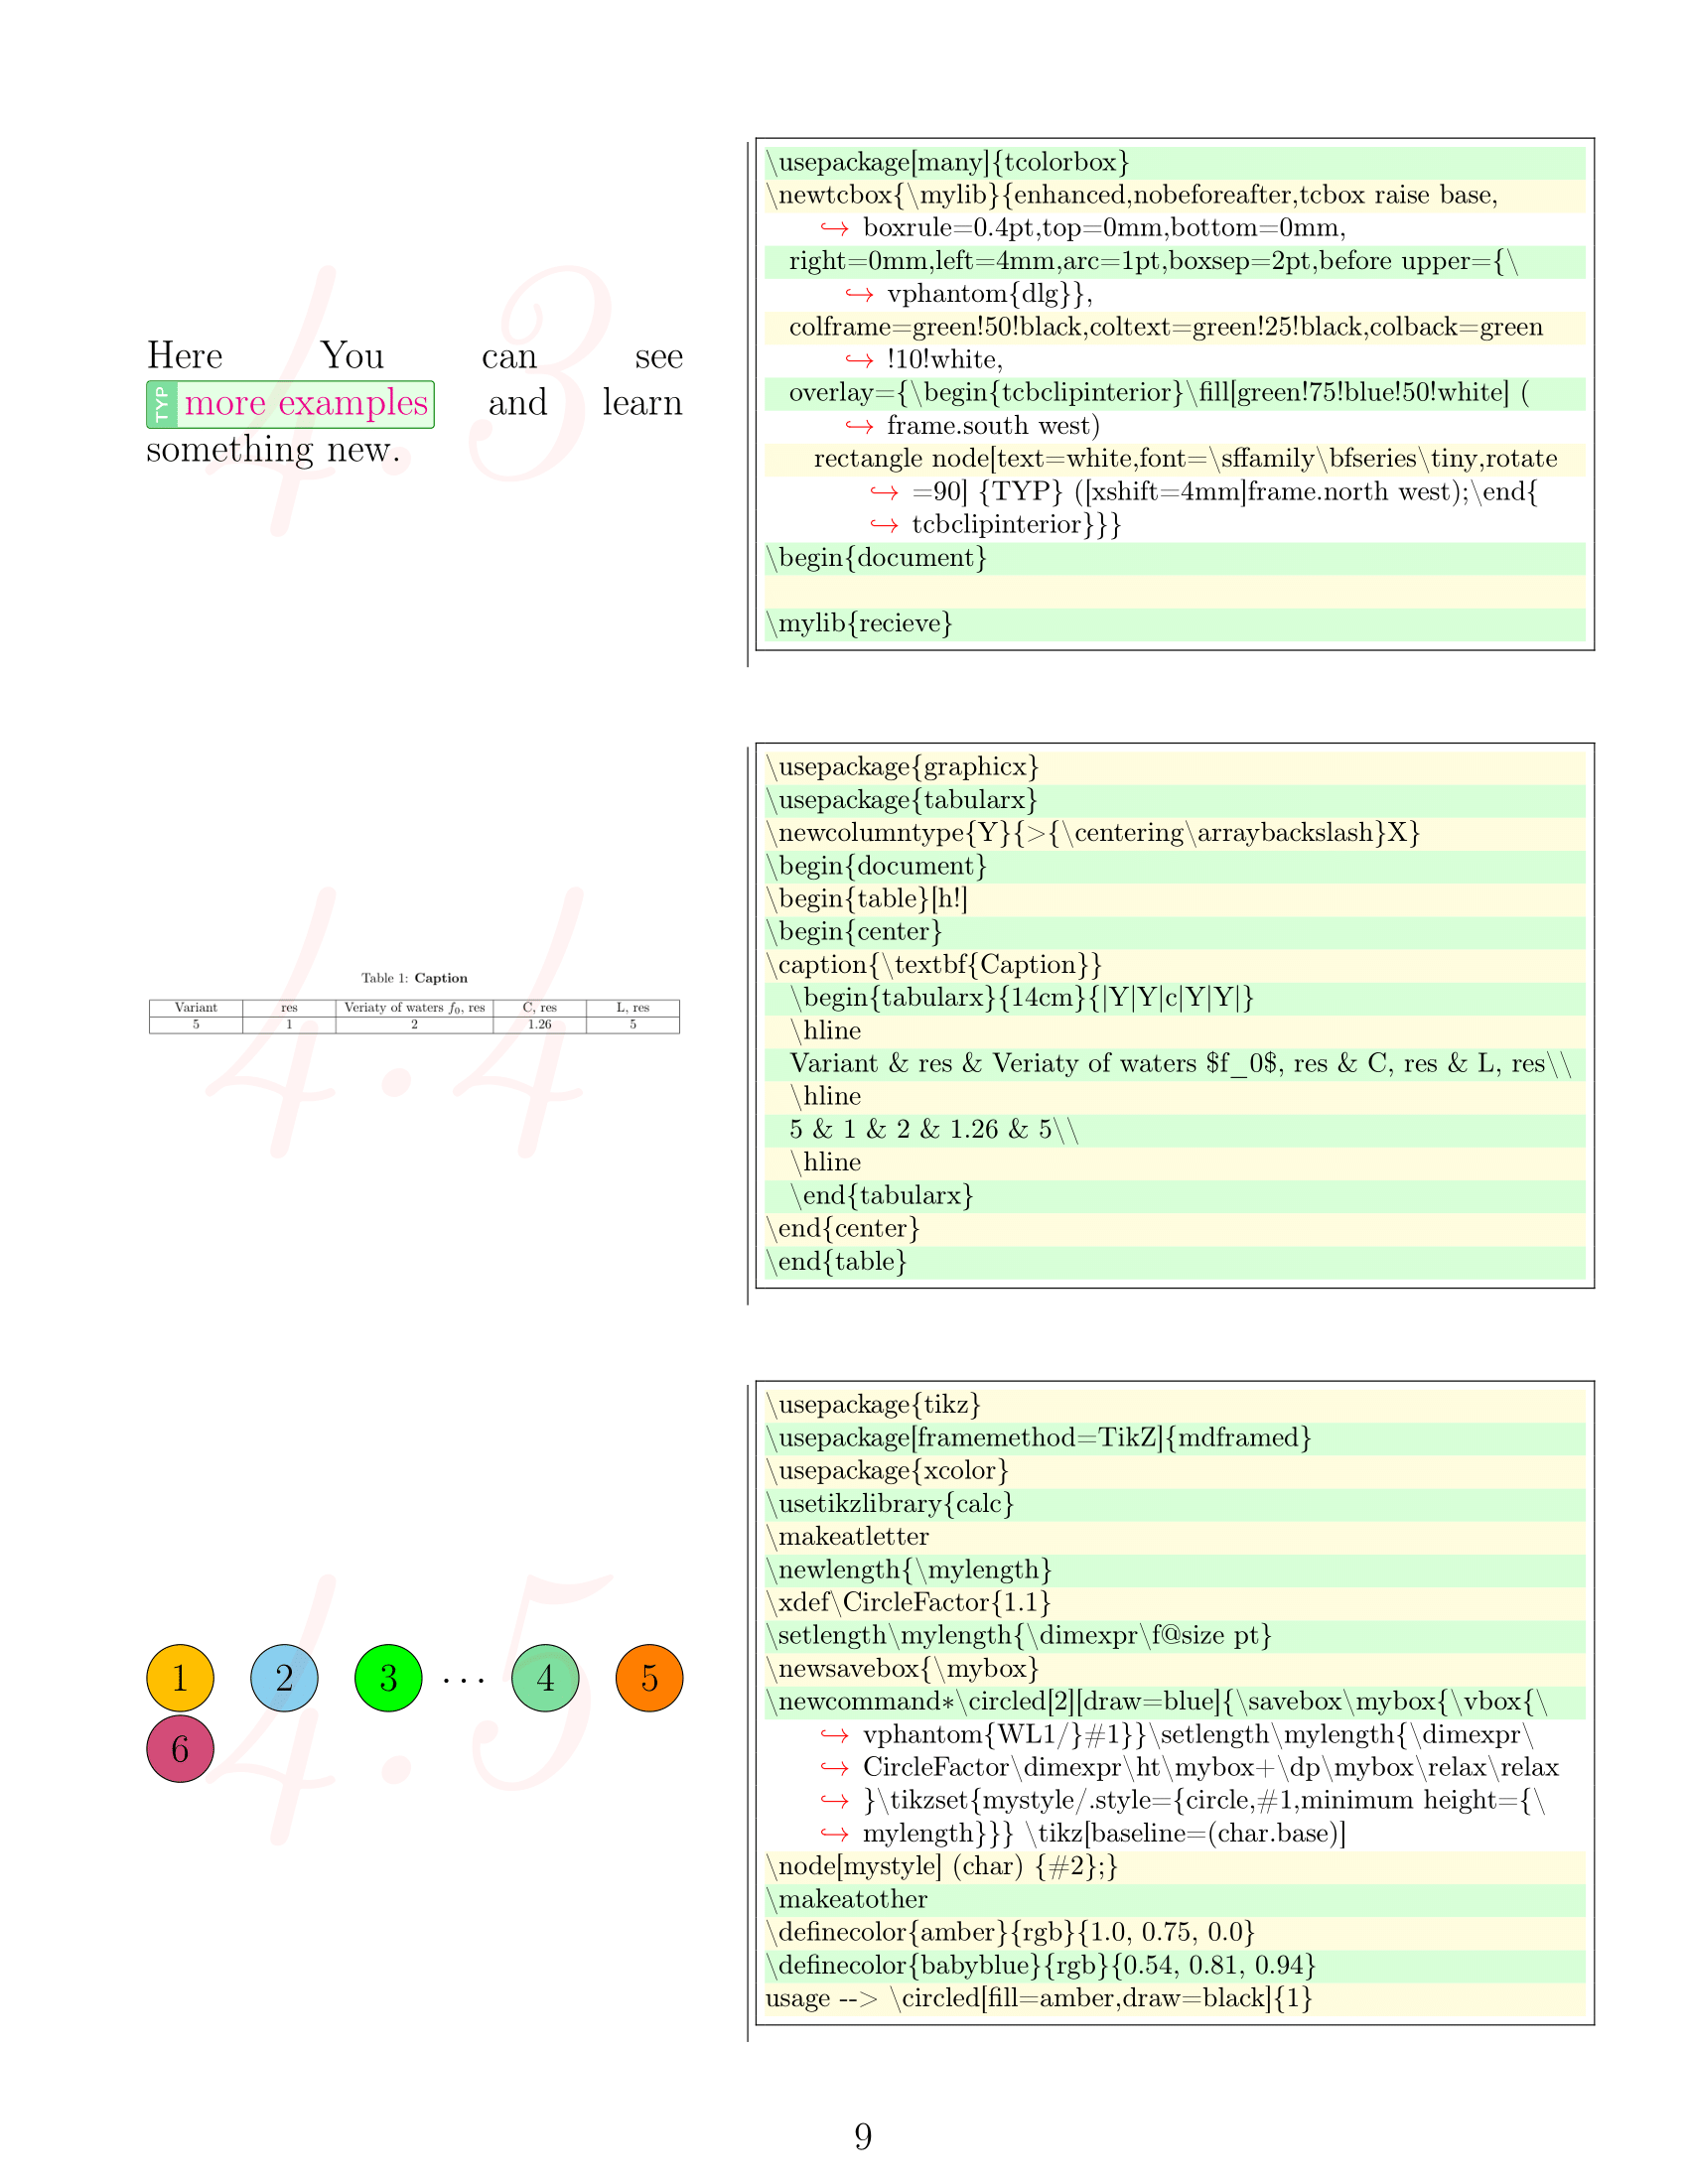 4.3
Here You can see
TYP more examples and learn
something new.
\usepackage[many]{tcolorbox}
\newtcbox{\mylib}{enhanced,nobeforeafter,tcbox raise base,
↪ boxrule=0.4pt,top=0mm,bottom=0mm,
right=0mm,left=4mm,arc=1pt,boxsep=2pt,before upper={\
↪ vphantom{dlg}},
colframe=green!50!black,coltext=green!25!black,colback=green
↪ !10!white,
overlay={\begin{tcbclipinterior}\fill[green!75!blue!50!white] (
↪ frame.south west)
rectangle node[text=white,font=\sffamily\bfseries\tiny,rotate
↪ =90] {TYP} ([xshift=4mm]frame.north west);\end{
↪ tcbclipinterior}}}
\begin{document}
\mylib{recieve}
4.4
Table 1: Caption
Variant res Veriaty of waters f_0, res C, res L, res
5 1 2 1.26 5
\usepackage{graphicx}
\usepackage{tabularx}
\newcolumntype{Y}{>{\centering\arraybackslash}X}
\begin{document}
\begin{table}[h!]
\begin{center}
\caption{\textbf{Caption}}
\begin{tabularx}{14cm}{|Y|Y|c|Y|Y|}
\hline
Variant & res & Veriaty of waters $f_0$, res & C, res & L, res\\
\hline
5 & 1 & 2 & 1.26 & 5\\
\hline
\end{tabularx}
\end{center}
\end{table}
4.5
1 2 3 ··· 4 5
6
\usepackage{tikz}
\usepackage[framemethod=TikZ]{mdframed}
\usepackage{xcolor}
\usetikzlibrary{calc}
\makeatletter
\newlength{\mylength}
\xdef\CircleFactor{1.1}
\setlength\mylength{\dimexpr\f@size pt}
\newsavebox{\mybox}
\newcommand*\circled[2][draw=blue]{\savebox\mybox{\vbox{\
↪ vphantom{WL1/}#1}}\setlength\mylength{\dimexpr\
↪ CircleFactor\dimexpr\ht\mybox+\dp\mybox\relax\relax
↪ }\tikzset{mystyle/.style={circle,#1,minimum height={\
↪ mylength}}} \tikz[baseline=(char.base)]
\node[mystyle] (char) {#2};}
\makeatother
\definecolor{amber}{rgb}{1.0, 0.75, 0.0}
\definecolor{babyblue}{rgb}{0.54, 0.81, 0.94}
usage --> \circled[fill=amber,draw=black]{1}
9